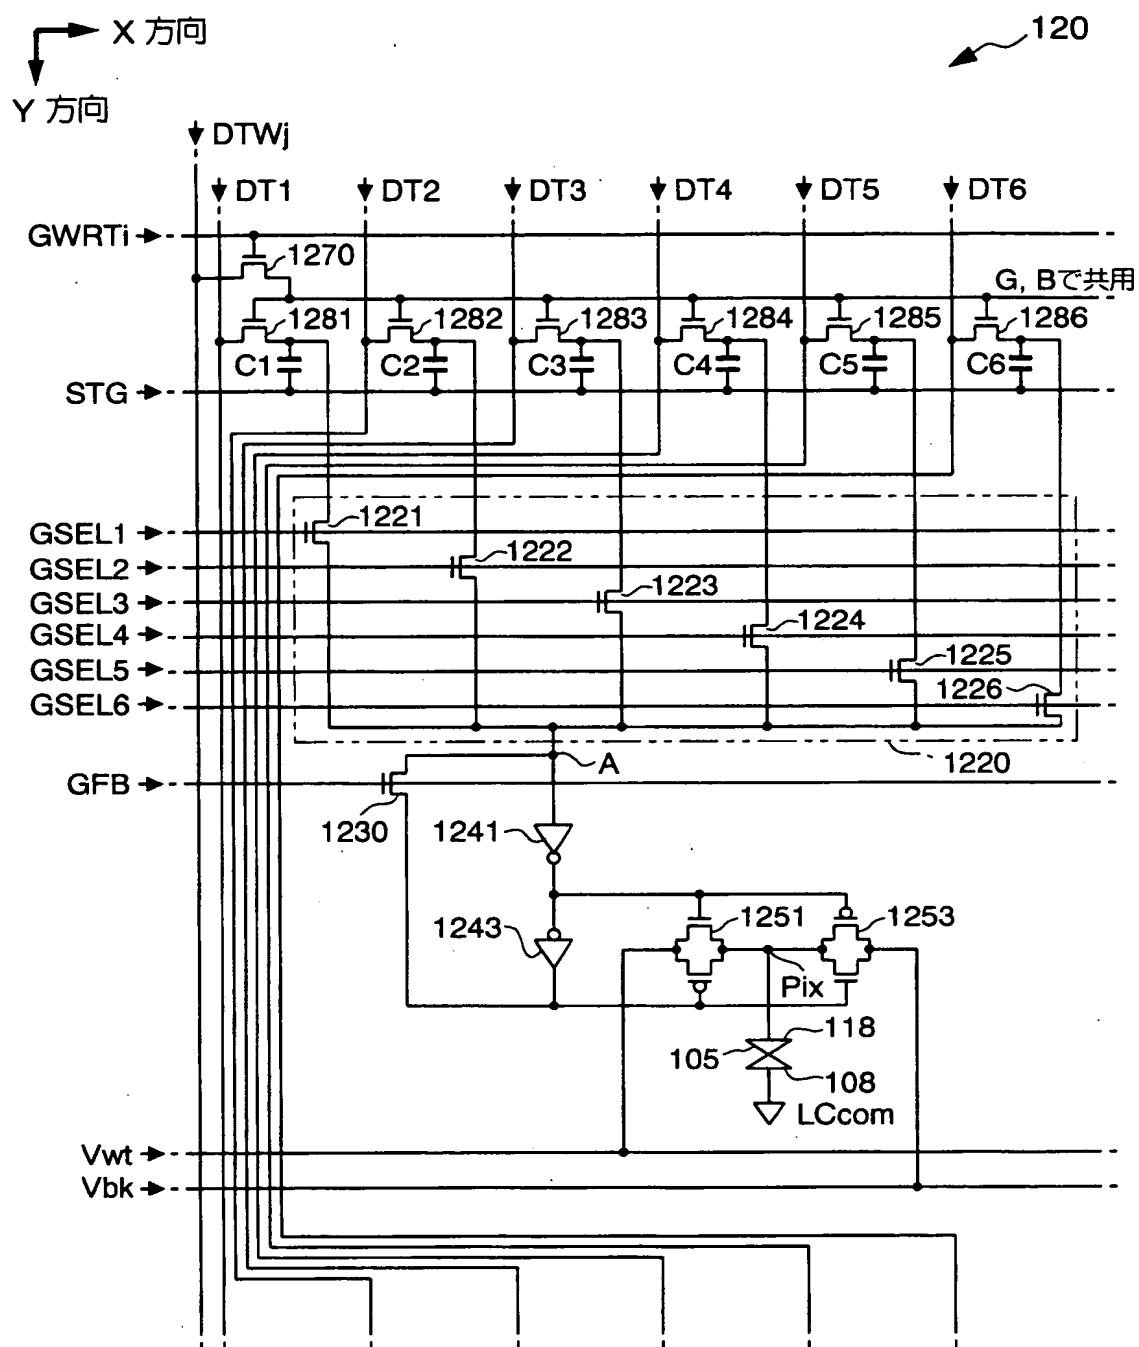 X 方向
120
Y 方向
DTWj
DT1 DT2 DT3 DT4 DT5 DT6
GWRTi
1270
G, Bで共用
1281 1282 1283 1284 1285 1286
C1 C2 C3 C4 C5 C6
STG
GSEL1 1221
GSEL2 1222
GSEL3 1223
GSEL4 1224
GSEL5 1225
GSEL6 1226
A 1220
GFB
1230 1241
1251 1253
1243
Pix
118
105
108
LCcom
Vwt
Vbk